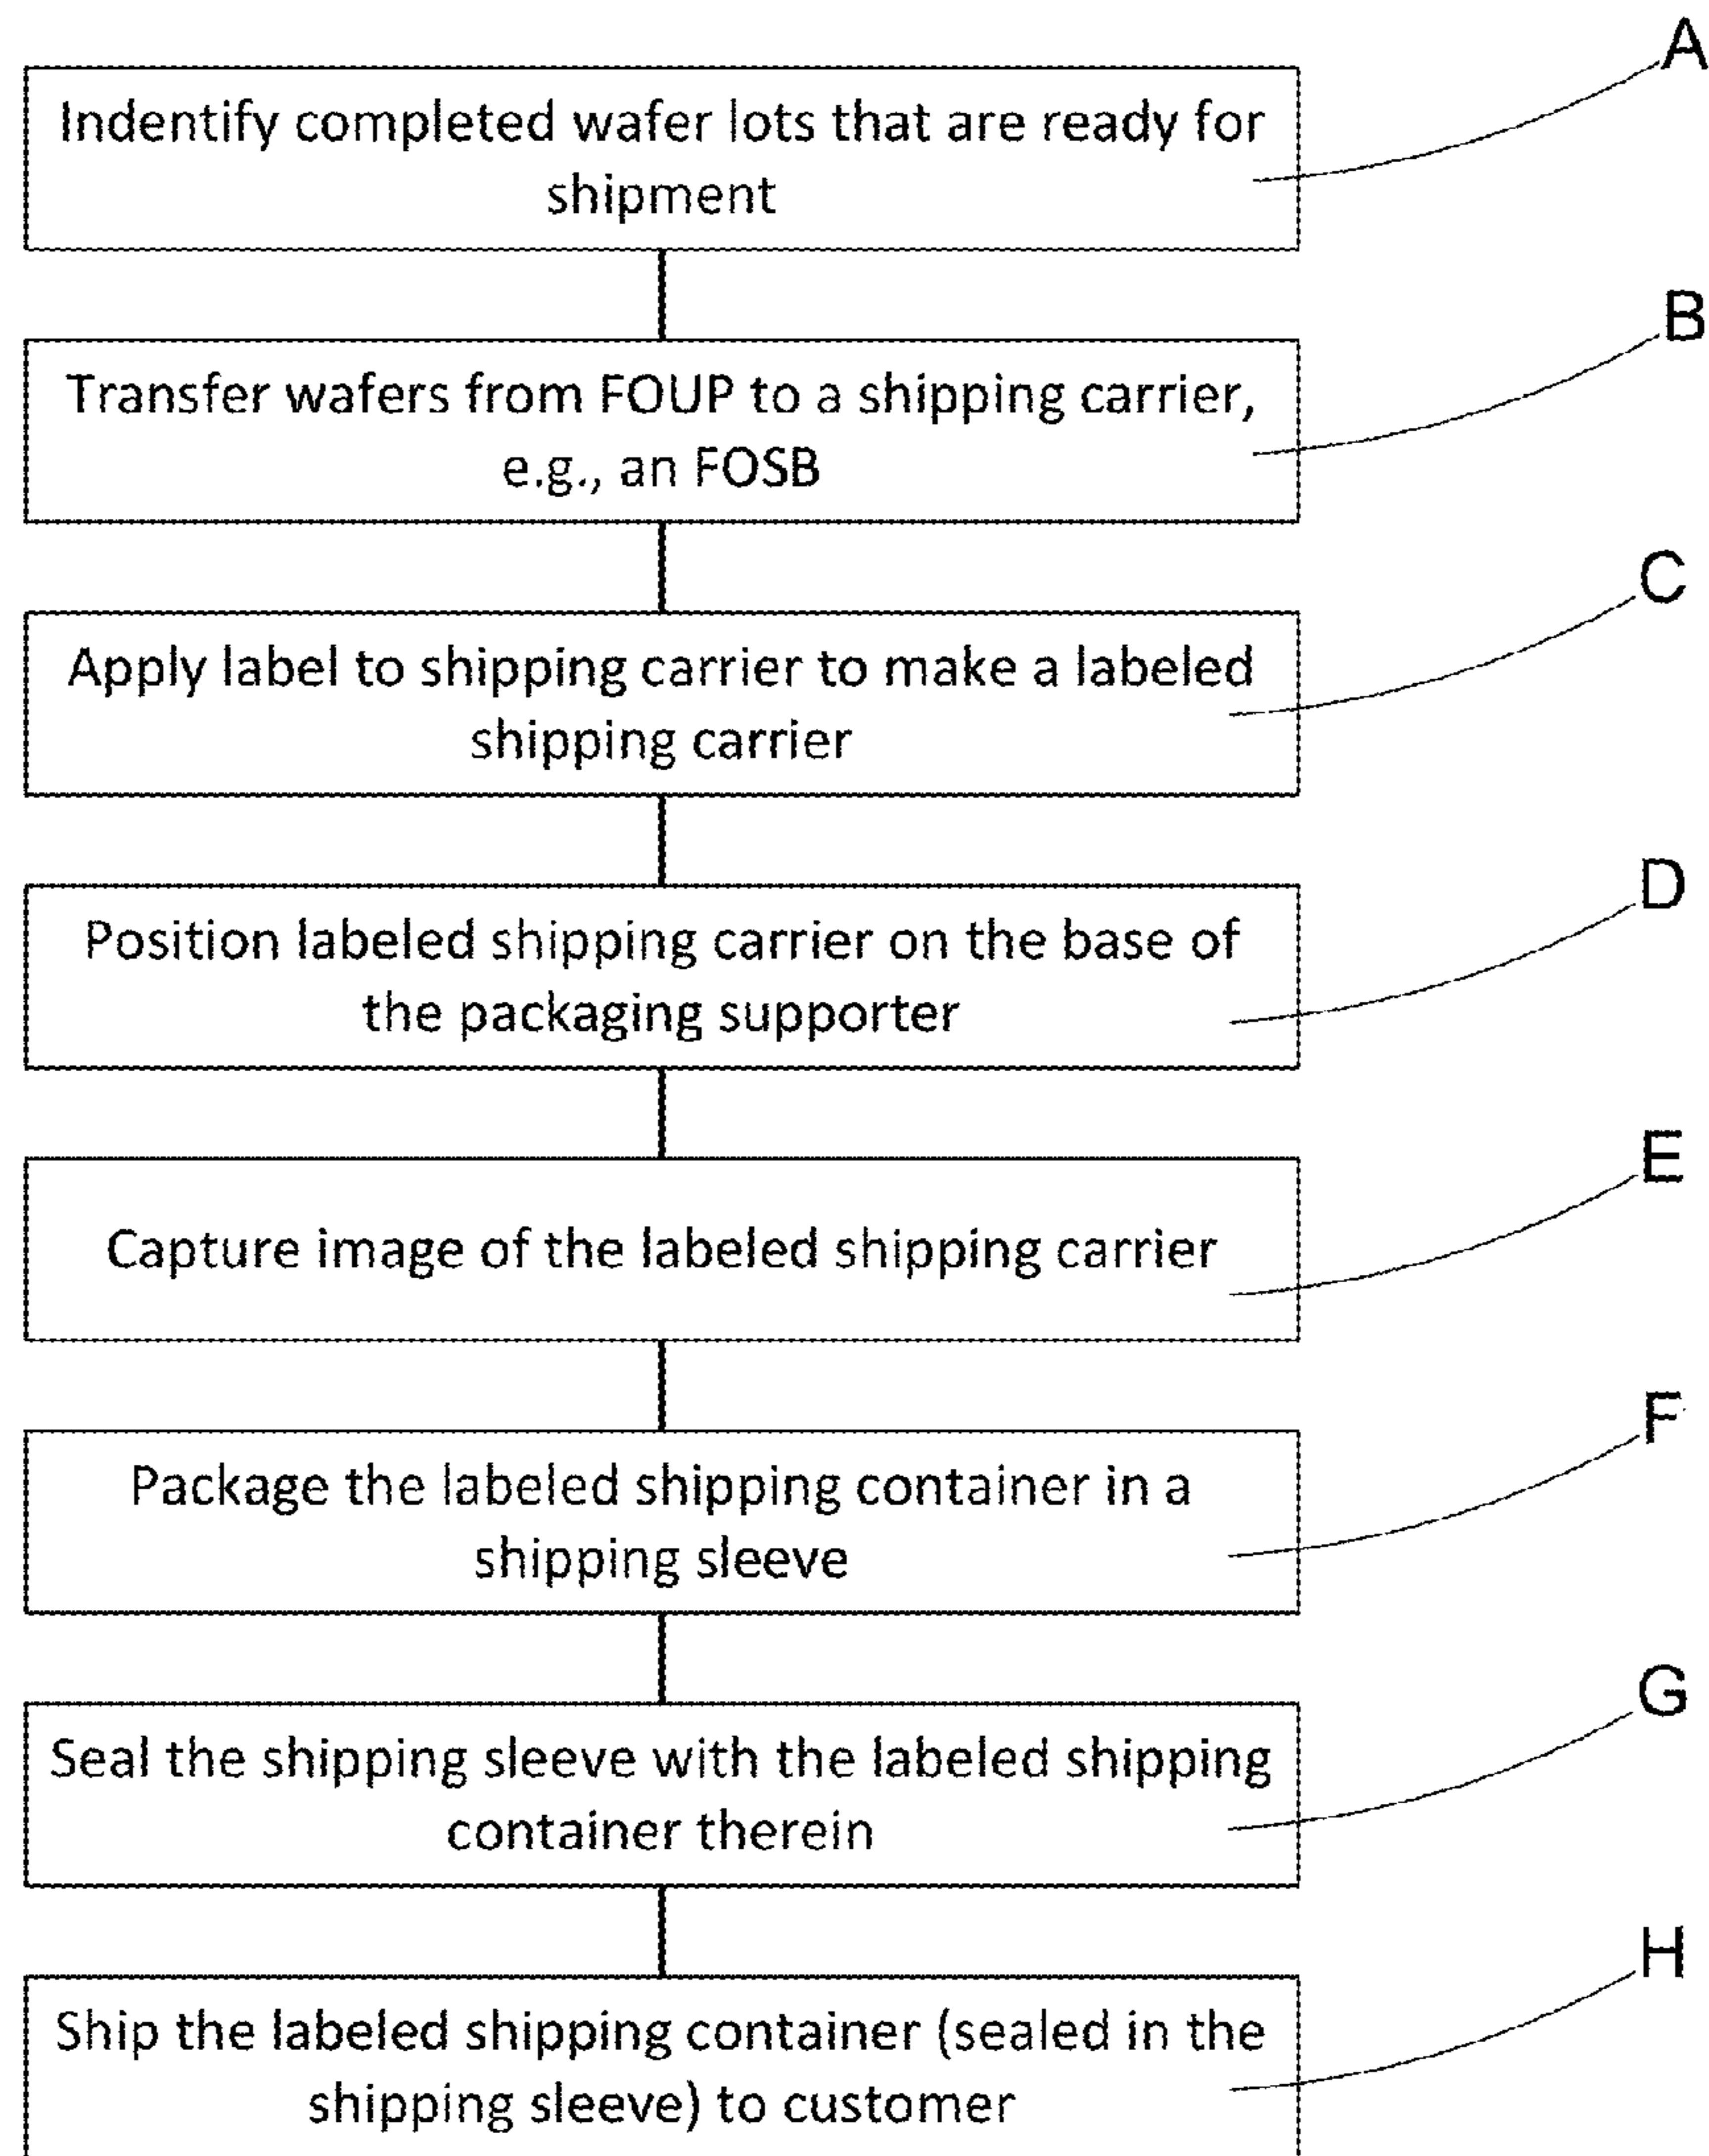 A
Indentify completed wafer lots that are ready for
shipment
B
Transfer wafers from FOUP to a shipping carrier,
e.g., an FOSB
C
Apply label to shipping carrier to make a labeled
shipping carrier
D
Position labeled shipping carrier on the base of
the packaging supporter
E
Capture image of the labeled shipping carrier
F
Package the labeled shipping container in a
shipping sleeve
G
Seal the shipping sleeve with the labeled shipping
container therein
H
Ship the labeled shipping container (sealed in the
shipping sleeve) to customer